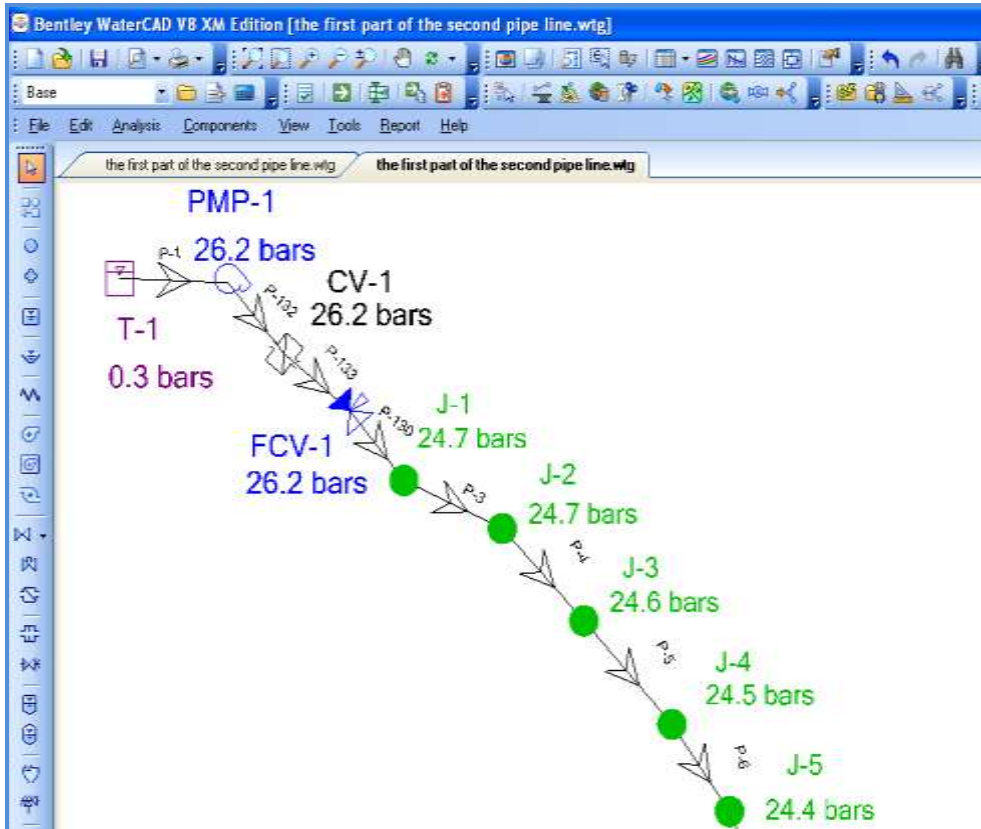 Bentley WaterCAD V8 XM Edition [the first part of the second pipe line.wtg]
Base
File Edit Analysis Components View Tools Report Help
the first part of the second pipe line.wtg the first part of the second pipe line.wtg
PMP-1
P-1 26.2 bars
T-1
0.3 bars
P-132
CV-1
26.2 bars
P-133
FCV-1
26.2 bars
P-130
J-1
24.7 bars
P-3
J-2
24.7 bars
P-4
J-3
24.6 bars
P-5
J-4
24.5 bars
P-6
J-5
24.4 bars